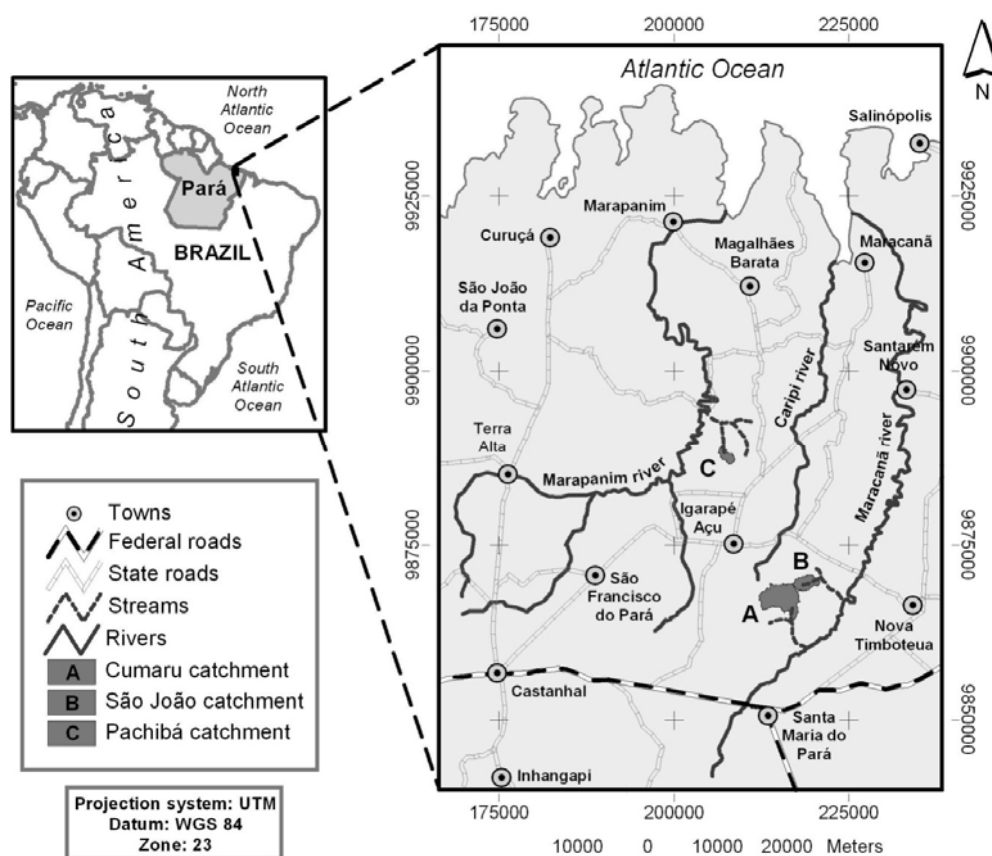 North
Atlantic
Ocean
Pará
BRAZIL
South America
Pacific
Ocean
South
Atlantic
Ocean
Towns
Federal roads
State roads
Streams
Rivers
A Cumaru catchment
B São João catchment
C Pachibá catchment
Projection system: UTM
Datum: WGS 84
Zone: 23
175000 200000 225000
N
Atlantic Ocean
Salinópolis
9925000 9925000
Marapanim
Curuçá
Magalhães
Barata
Maracanã
São João
da Ponta
9900000 9900000
Santarém
Novo
Caripi river
Maracanã river
Terra
Alta
Marapanim river
C
Igarapé
Açu
9875000 9875000
B
São
Francisco
do Pará
A
Nova
Timboteua
Castanhal
9850000 9850000
Santa
Maria do
Pará
Inhangapi
175000 200000 225000
10000 0 10000 20000 Meters